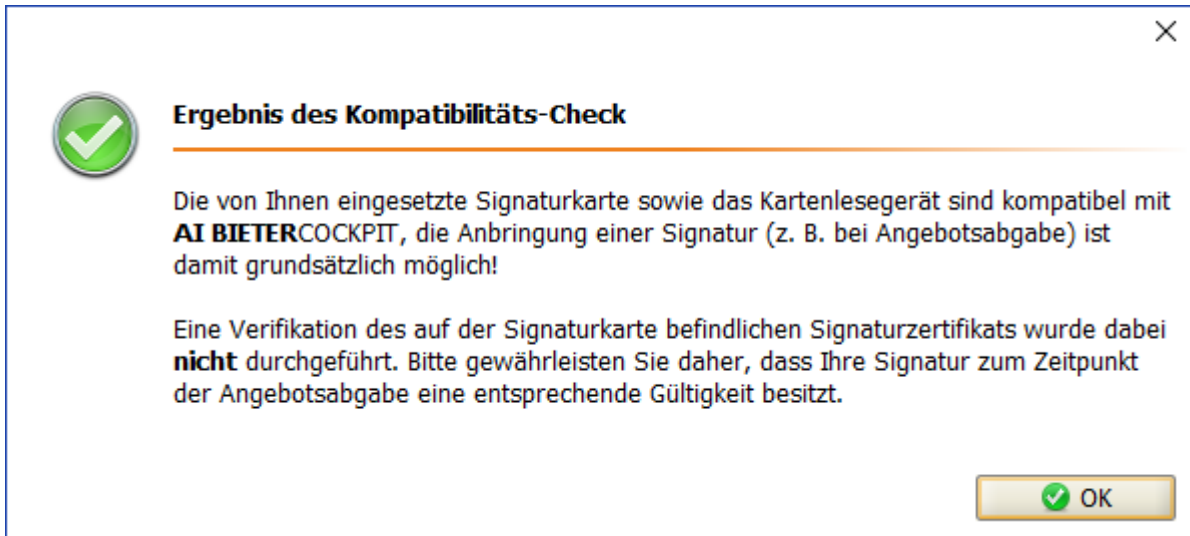 Ergebnis des Kompatibilitäts-Check
Die von Ihnen eingesetzte Signaturkarte sowie das Kartenlesegerät sind kompatibel mit
AI BIETERCOCKPIT, die Anbringung einer Signatur (z. B. bei Angebotsabgabe) ist
damit grundsätzlich möglich!
Eine Verifikation des auf der Signaturkarte befindlichen Signaturzertifikats wurde dabei
nicht durchgeführt. Bitte gewährleisten Sie daher, dass Ihre Signatur zum Zeitpunkt
der Angebotsabgabe eine entsprechende Gültigkeit besitzt.
OK